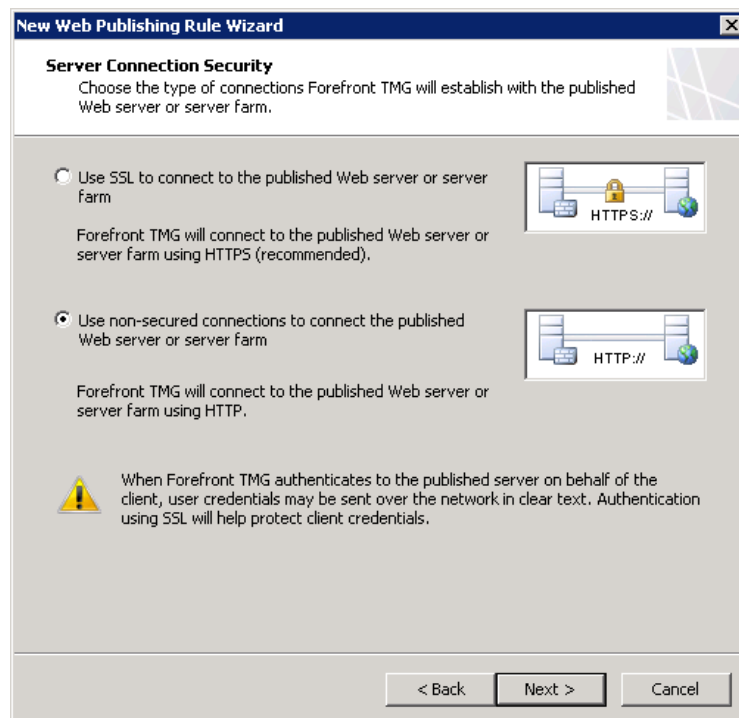 New Web Publishing Rule Wizard
Server Connection Security
Choose the type of connections Forefront TMG will establish with the published
Web server or server farm.
Use SSL to connect to the published Web server or server
farm
HTTPS://
Forefront TMG will connect to the published Web server or
server farm using HTTPS (recommended).
Use non-secured connections to connect the published
Web server or server farm
HTTP://
Forefront TMG will connect to the published Web server or
server farm using HTTP.
When Forefront TMG authenticates to the published server on behalf of the
client, user credentials may be sent over the network in clear text. Authentication
using SSL will help protect client credentials.
< Back
Next >
Cancel